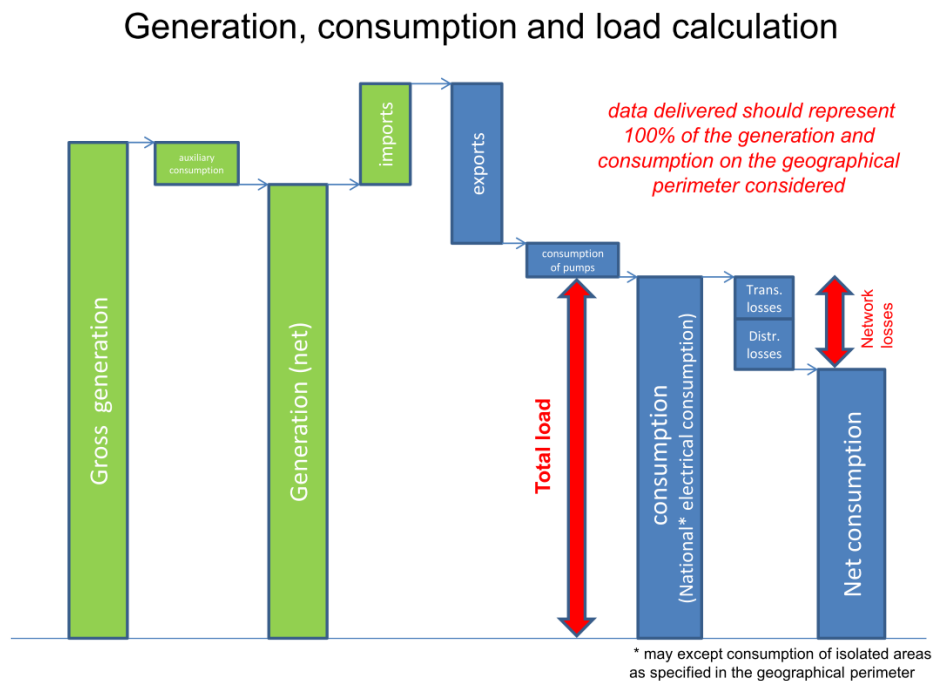 Generation, consumption and load calculation
data delivered should represent
100% of the generation and
consumption on the geographical
perimeter considered
Gross generation
auxiliary
consumption
Generation (net)
imports
exports
consumption
of pumps
Total load
consumption
(National* electrical consumption)
Trans.
losses
Distr.
losses
Network
losses
Net consumption
* may except consumption of isolated areas
as specified in the geographical perimeter